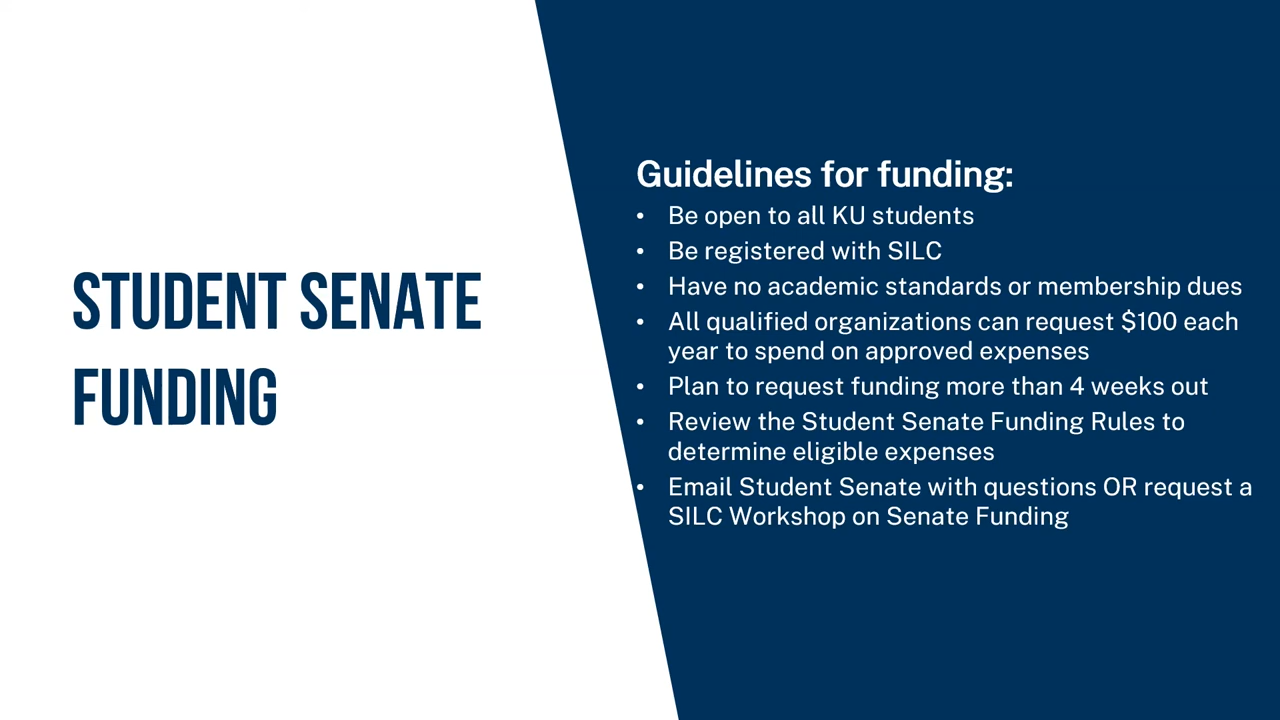 STUDENT SENATE
FUNDING
Guidelines for funding:
• Be open to all KU students
• Be registered with SILC
• Have no academic standards or membership dues
• All qualified organizations can request $100 each
year to spend on approved expenses
• Plan to request funding more than 4 weeks out
• Review the Student Senate Funding Rules to
determine eligible expenses
• Email Student Senate with questions OR request a
SILC Workshop on Senate Funding